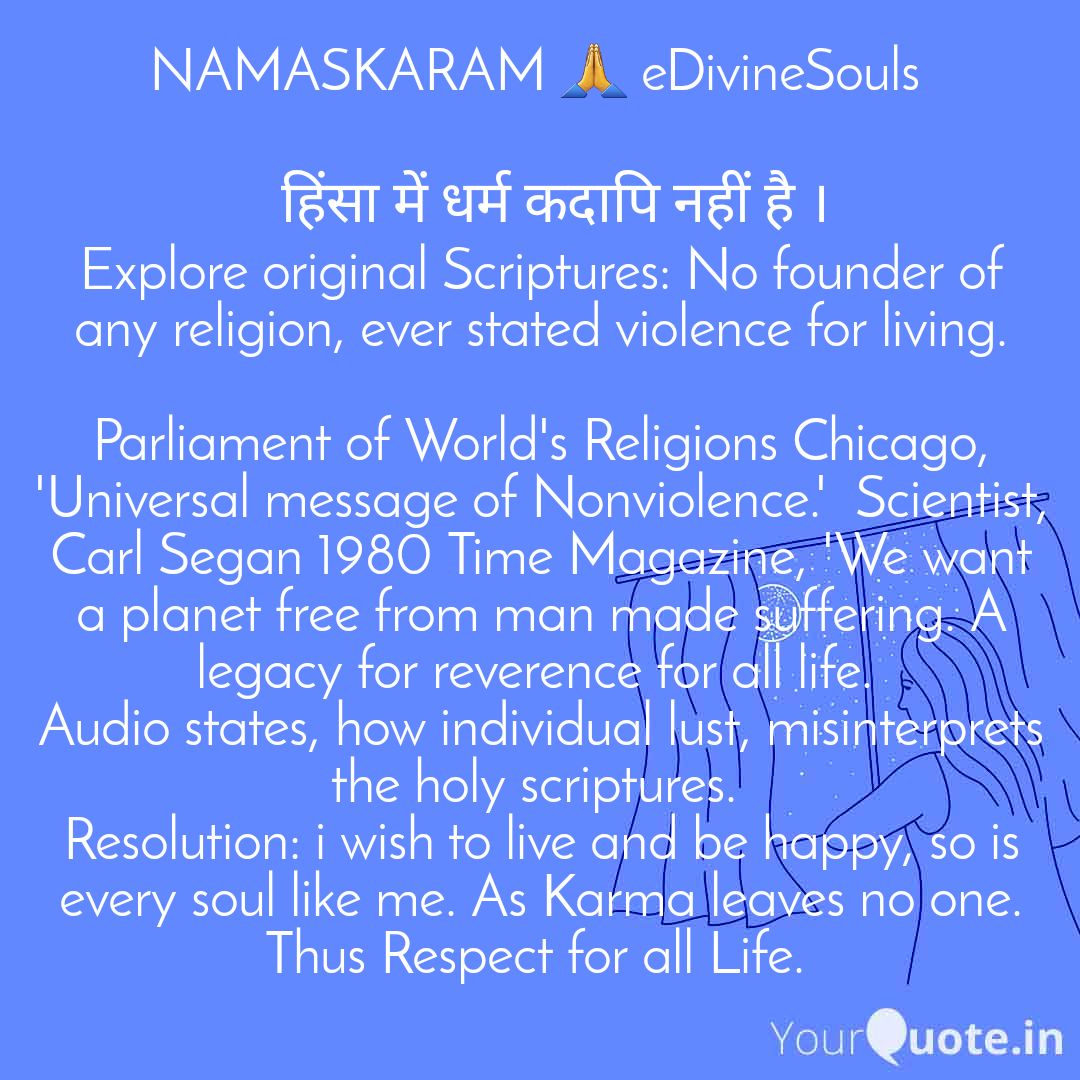 NAMASKARAM 🙏 eDivineSouls
हिंसा में धर्म कदापि नहीं है ।
Explore original Scriptures: No founder of
any religion, ever stated violence for living.
Parliament of World's Religions Chicago,
'Universal message of Nonviolence.'  Scientist,
Carl Segan 1980 Time Magazine, 'We want
a planet free from man made suffering. A
legacy for reverence for all life.
Audio states, how individual lust, misinterprets
the holy scriptures.
Resolution: i wish to live and be happy, so is
every soul like me. As Karma leaves no one.
Thus Respect for all Life.
YourQuote.in